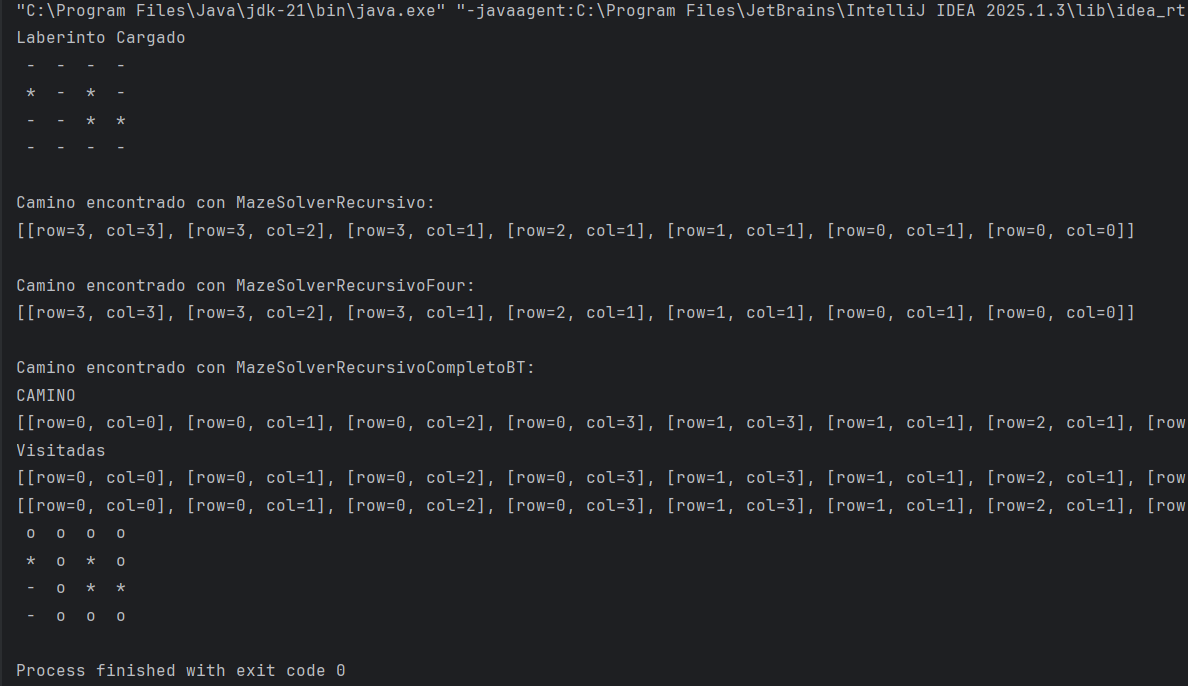 "C:\Program Files\Java\jdk-21\bin\java.exe" "-javaagent:C:\Program Files\JetBrains\IntelliJ IDEA 2025.1.3\lib\idea_rt
Laberinto Cargado
 -  -  -  -
 *  -  *  -
 -  -  *  *
 -  -  -  -
Camino encontrado con MazeSolverRecursivo:
[[row=3, col=3], [row=3, col=2], [row=3, col=1], [row=2, col=1], [row=1, col=1], [row=0, col=1], [row=0, col=0]]
Camino encontrado con MazeSolverRecursivoFour:
[[row=3, col=3], [row=3, col=2], [row=3, col=1], [row=2, col=1], [row=1, col=1], [row=0, col=1], [row=0, col=0]]
Camino encontrado con MazeSolverRecursivoCompletoBT:
CAMINO
[[row=0, col=0], [row=0, col=1], [row=0, col=2], [row=0, col=3], [row=1, col=3], [row=1, col=1], [row=2, col=1], [row
Visitadas
[[row=0, col=0], [row=0, col=1], [row=0, col=2], [row=0, col=3], [row=1, col=3], [row=1, col=1], [row=2, col=1], [row
[[row=0, col=0], [row=0, col=1], [row=0, col=2], [row=0, col=3], [row=1, col=3], [row=1, col=1], [row=2, col=1], [row
 o  o  o  o
 *  o  *  o
 -  o  *  *
 -  o  o  o
Process finished with exit code 0